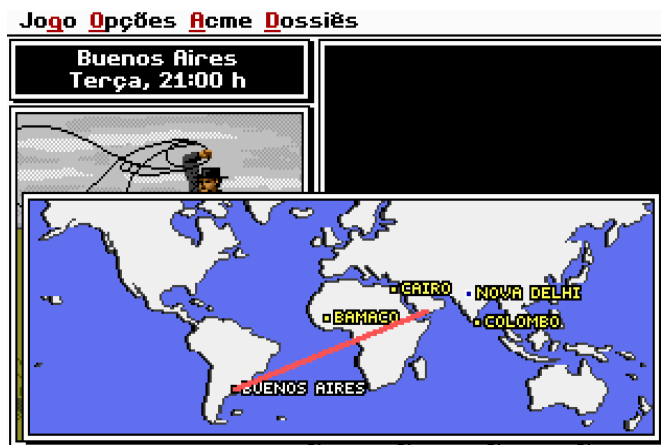 Jogo Opções Acme Dossiês
Buenos Aires
Terça, 21:00 h
CAIRO
NOVA DELHI
BAMACO
COLOMBO
BUENOS AIRES